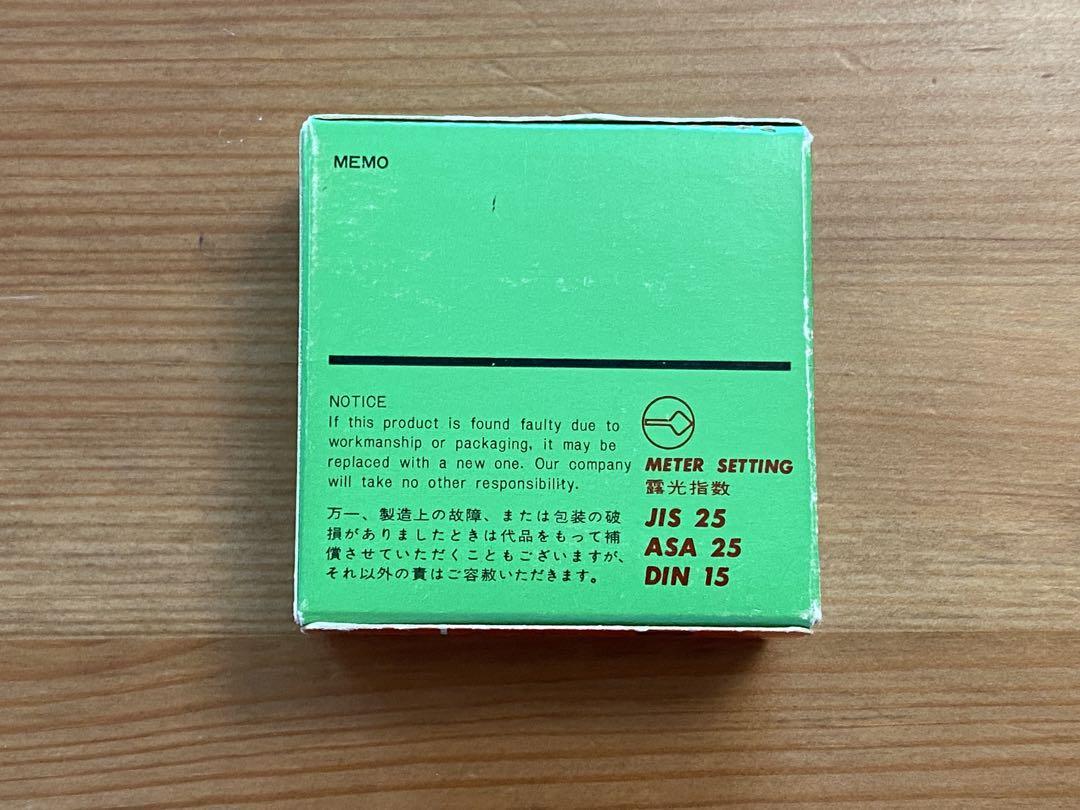 MEMO
NOTICE
If this product is found faulty due to
workmanship or packaging, it may be
replaced with a new one. Our company
will take no other responsibility.
万一、製造上の故障、または包装の破
損がありましたときは代品をもって補
償させていただくこともございますが、
それ以外の責はご容赦いただきます。
METER SETTING
露光指数
JIS 25
ASA 25
DIN 15